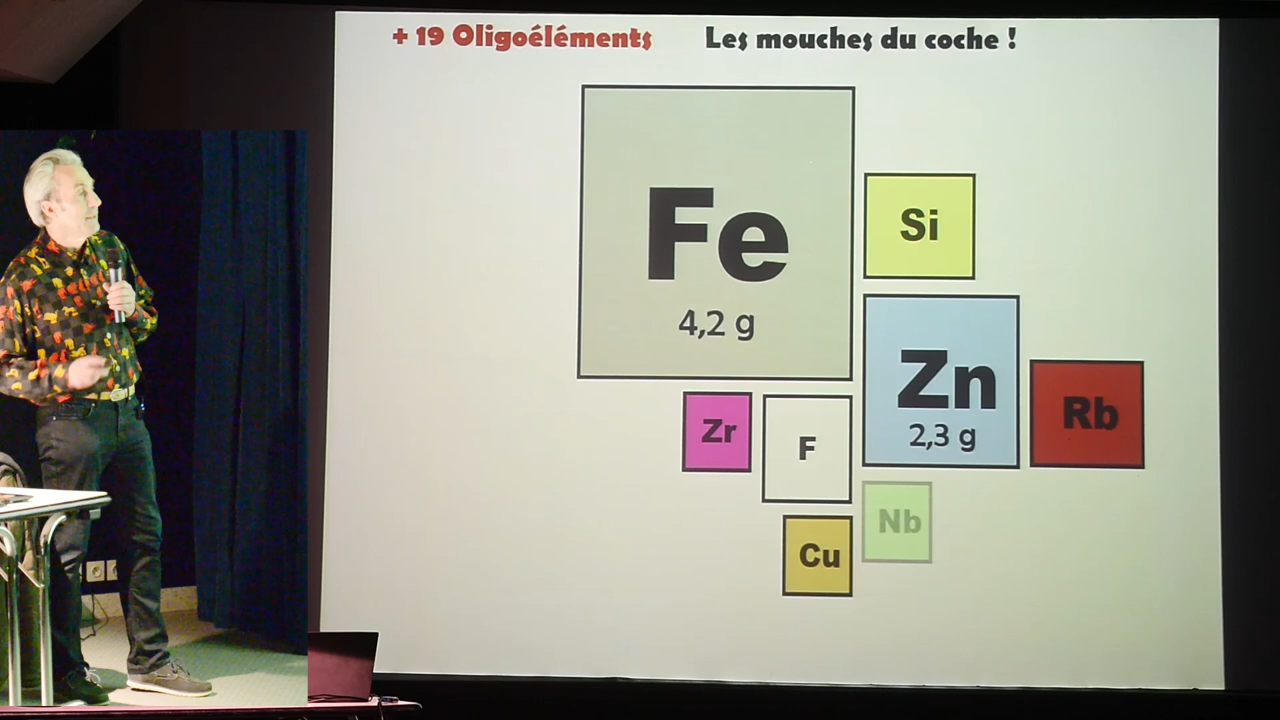 + 19 Oligoéléments Les mouches du coche !
Fe
4,2 g
Si
Zn
2,3 g
Rb
Zr
F
Nb
Cu